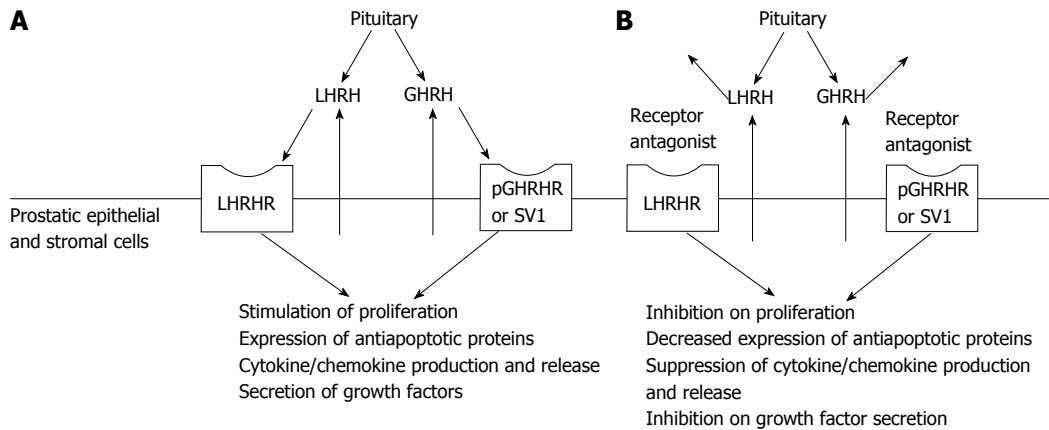 A
Pituitary
LHRH
GHRH
LHRHR
pGHRHR
or SV1
Prostatic epithelial
and stromal cells
Stimulation of proliferation
Expression of antiapoptotic proteins
Cytokine/chemokine production and release
Secretion of growth factors
B
Pituitary
LHRH
GHRH
Receptor
antagonist
Receptor
antagonist
LHRHR
pGHRHR
or SV1
Inhibition on proliferation
Decreased expression of antiapoptotic proteins
Suppression of cytokine/chemokine production
and release
Inhibition on growth factor secretion